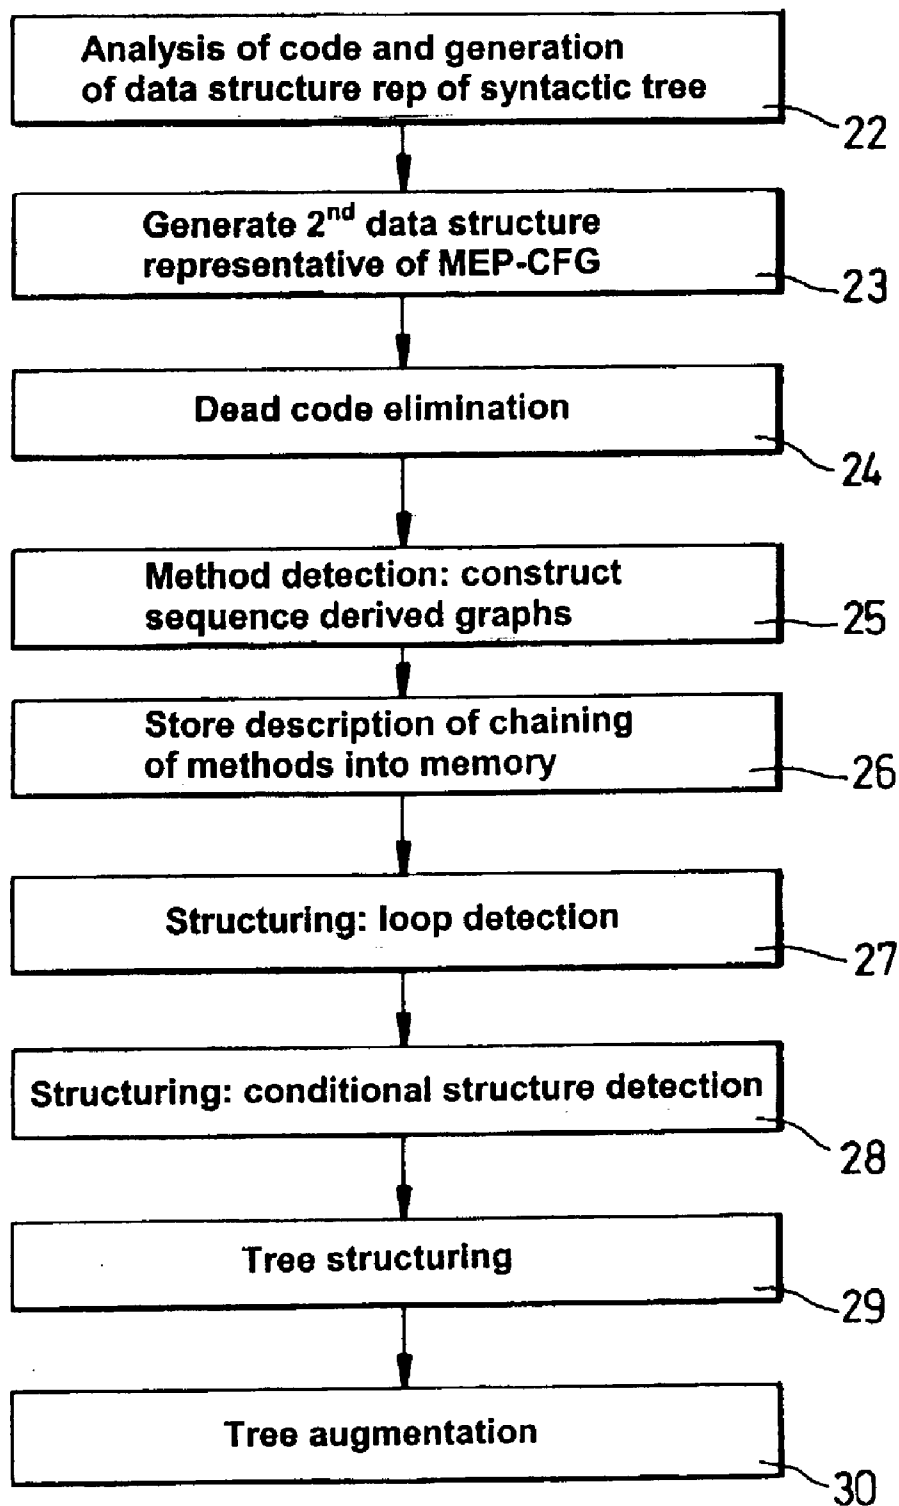 Analysis of code and generation
of data structure rep of syntactic tree
22
Generate 2nd data structure
representative of MEP-CFG
23
Dead code elimination
24
Method detection: construct
sequence derived graphs
25
Store description of chaining
of methods into memory
26
Structuring: loop detection
27
Structuring: conditional structure detection
28
Tree structuring
29
Tree augmentation
30